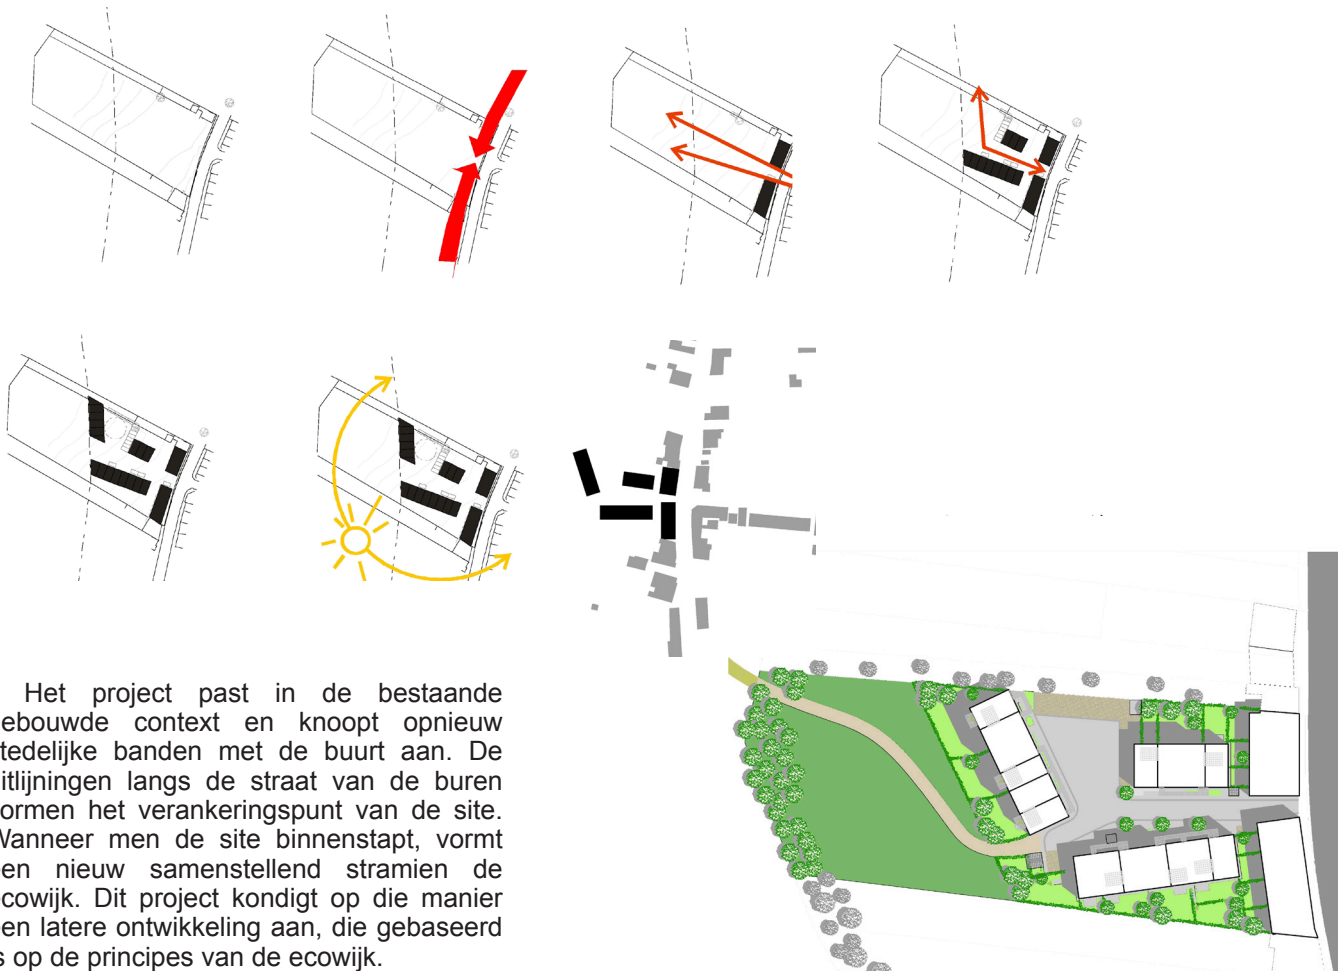 Het project past in de bestaande
ebouwde context en knoopt opnieuw
tedelijke banden met de buurt aan. De
itlijningen langs de straat van de buren
ormen het verankeringspunt van de site.
Wanneer men de site binnenstapt, vormt
een nieuw samenstellend stramien de
cowijk. Dit project kondigt op die manier
een latere ontwikkeling aan, die gebaseerd
s op de principes van de ecowijk.